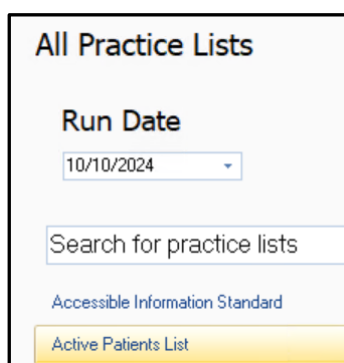 All Practice Lists
Run Date
10/10/2024
Search for practice lists
Accessible Information Standard
Active Patients List